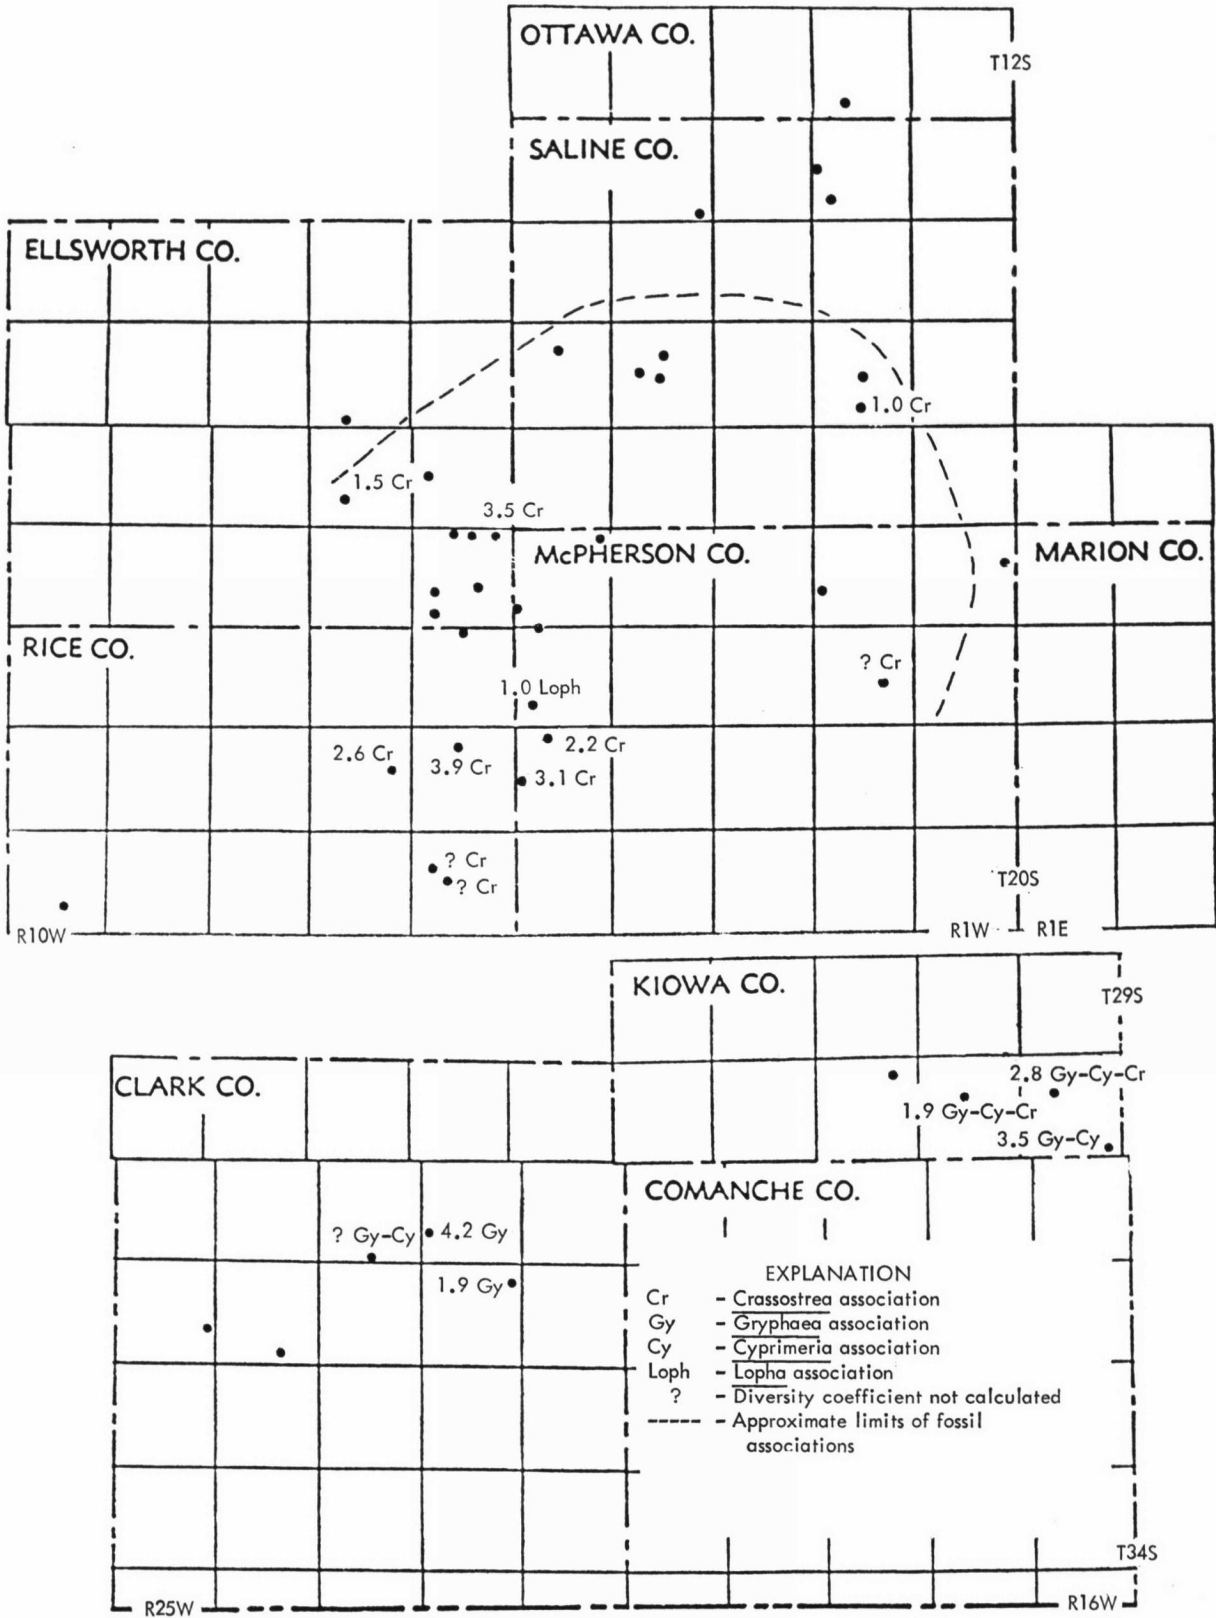 OTTAWA CO.
T12S
SALINE CO.
ELLSWORTH CO.
1.0 Cr
1.5 Cr
3.5 Cr
McPHERSON CO.
MARION CO.
RICE CO.
? Cr
1.0 Loph
2.6 Cr
3.9 Cr
2.2 Cr
3.1 Cr
? Cr
? Cr
T20S
R10W
R1W
R1E
KIOWA CO.
T29S
CLARK CO.
2.8 Gy-Cy-Cr
1.9 Gy-Cy-Cr
3.5 Gy-Cy
COMANCHE CO.
? Gy-Cy
4.2 Gy
1.9 Gy
EXPLANATION
Cr - Crassostrea association
Gy - Gryphaea association
Cy - Cyprimeria association
Loph - Lopha association
? - Diversity coefficient not calculated
----- - Approximate limits of fossil
associations
T34S
R25W
R16W